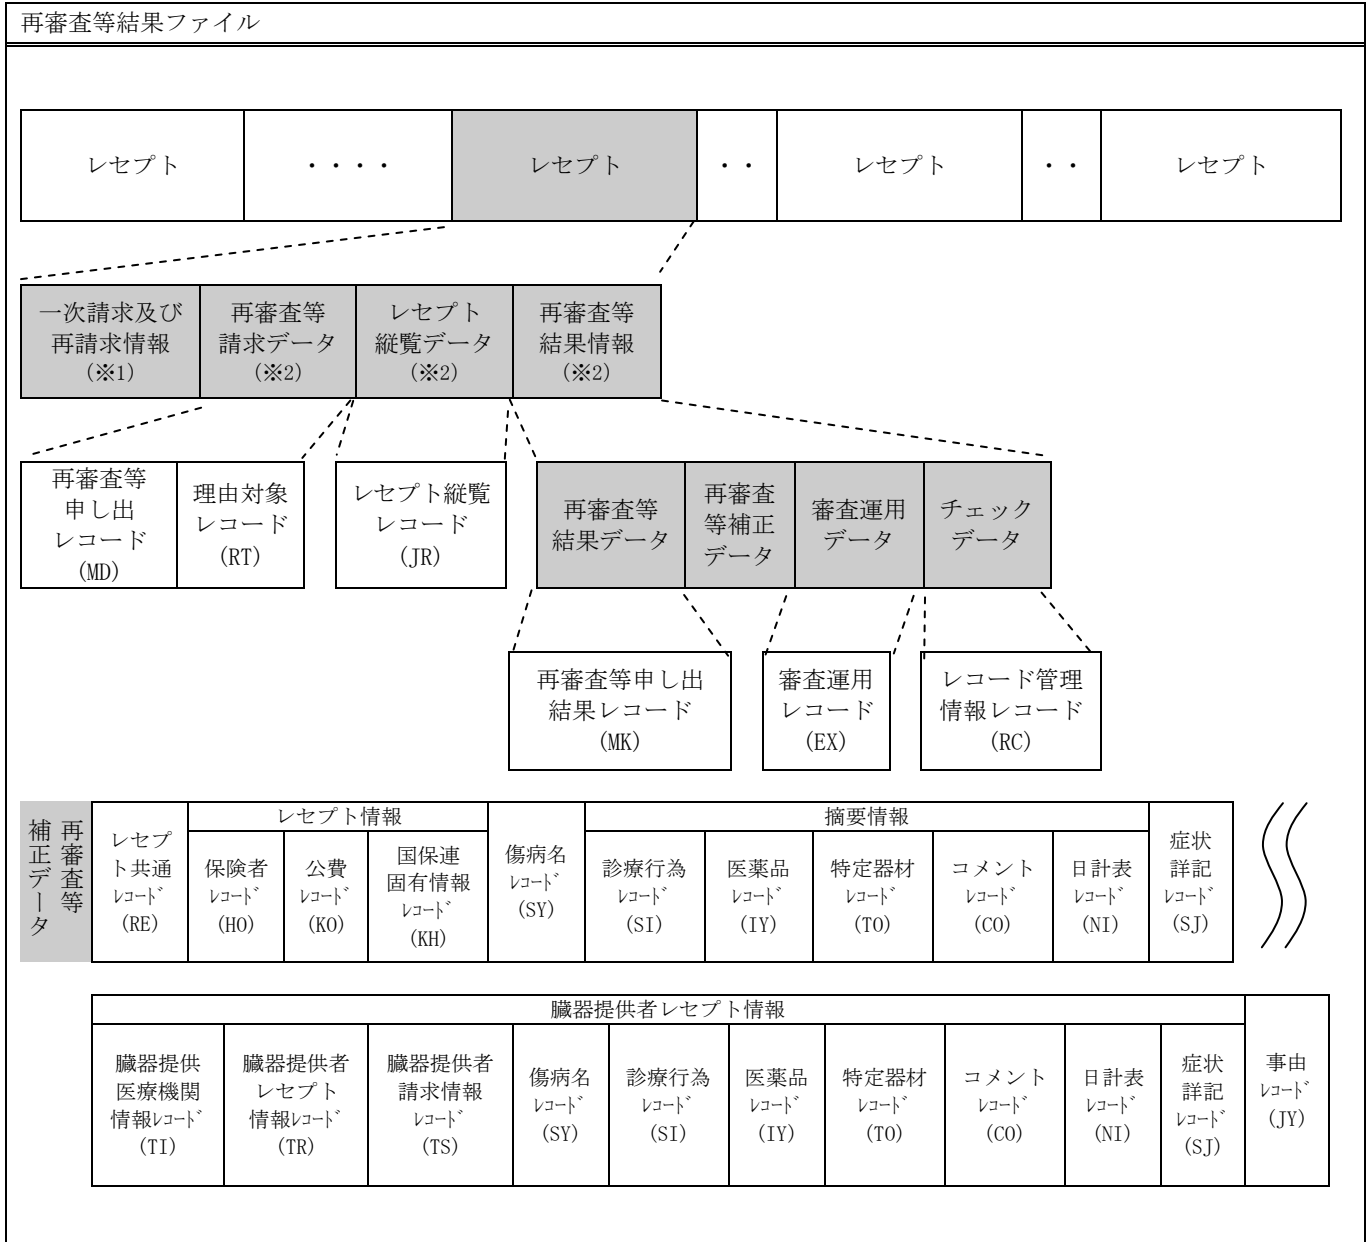 再審査等結果ファイル
レセプト
・・・・
レセプト
・・
レセプト
・・
レセプト
一次請求及び
再請求情報
(※1)
再審査等
請求データ
(※2)
レセプト
縦覧データ
(※2)
再審査等
結果情報
(※2)
再審査等
申し出
レコード
(MD)
理由対象
レコード
(RT)
レセプト縦覧
レコード
(JR)
再審査等
結果データ
再審査
等補正
データ
審査運用
データ
チェック
データ
再審査等申し出
結果レコード
(MK)
審査運用
レコード
(EX)
レコード管理
情報レコード
(RC)
再審査等
補正データ
レセプ
ト共通
ﾚｺｰﾄﾞ
(RE)
レセプト情報
保険者
ﾚｺｰﾄﾞ
(HO)
公費
ﾚｺｰﾄﾞ
(KO)
国保連
固有情報
ﾚｺｰﾄﾞ
(KH)
傷病名
ﾚｺｰﾄﾞ
(SY)
摘要情報
診療行為
ﾚｺｰﾄﾞ
(SI)
医薬品
ﾚｺｰﾄﾞ
(IY)
特定器材
ﾚｺｰﾄﾞ
(TO)
コメント
ﾚｺｰﾄﾞ
(CO)
日計表
ﾚｺｰﾄﾞ
(NI)
症状
詳記
ﾚｺｰﾄﾞ
(SJ)
臓器提供者レセプト情報
臓器提供
医療機関
情報ﾚｺｰﾄﾞ
(TI)
臓器提供者
レセプト
情報ﾚｺｰﾄﾞ
(TR)
臓器提供者
請求情報
ﾚｺｰﾄﾞ
(TS)
傷病名
ﾚｺｰﾄﾞ
(SY)
診療行為
ﾚｺｰﾄﾞ
(SI)
医薬品
ﾚｺｰﾄﾞ
(IY)
特定器材
ﾚｺｰﾄﾞ
(TO)
コメント
ﾚｺｰﾄﾞ
(CO)
日計表
ﾚｺｰﾄﾞ
(NI)
症状
詳記
ﾚｺｰﾄﾞ
(SJ)
事由
ﾚｺｰﾄﾞ
(JY)